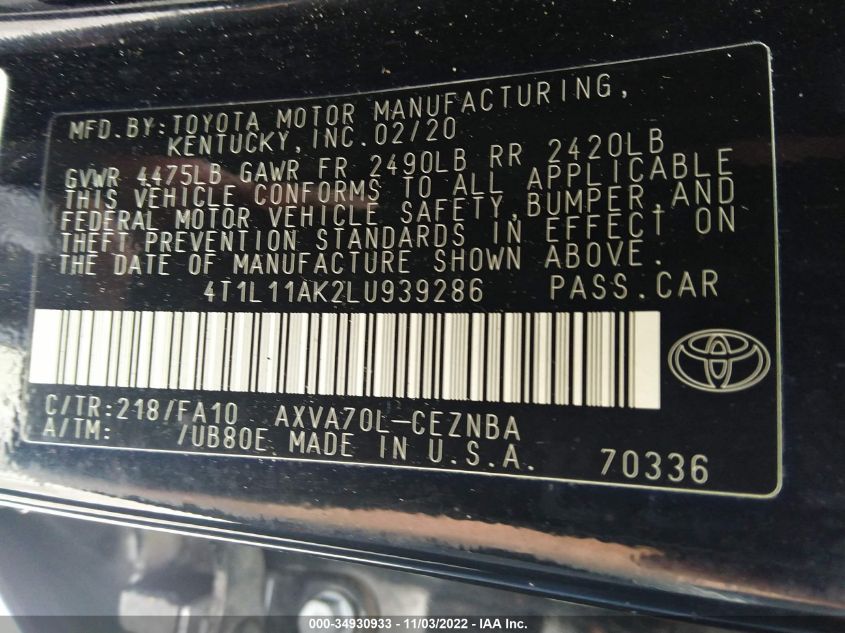 MFD.BY:TOYOTA MOTOR MANUFACTURING,
KENTUCKY, INC. 02/20
GVWR 4475LB GAWR FR 2490LB RR 2420LB
THIS VEHICLE CONFORMS TO ALL APPLICABLE
FEDERAL MOTOR VEHICLE SAFETY, BUMPER, AND
THEFT PREVENTION STANDARDS IN EFFECT ON
THE DATE OF MANUFACTURE SHOWN ABOVE.
4T1L11AK2LU939286 PASS.CAR
C/TR:218/FA10 AXVA70L-CEZNBA
A/TM: /UB80E MADE IN U.S.A. 70336
000-34930933 - 11/03/2022 - IAA Inc.